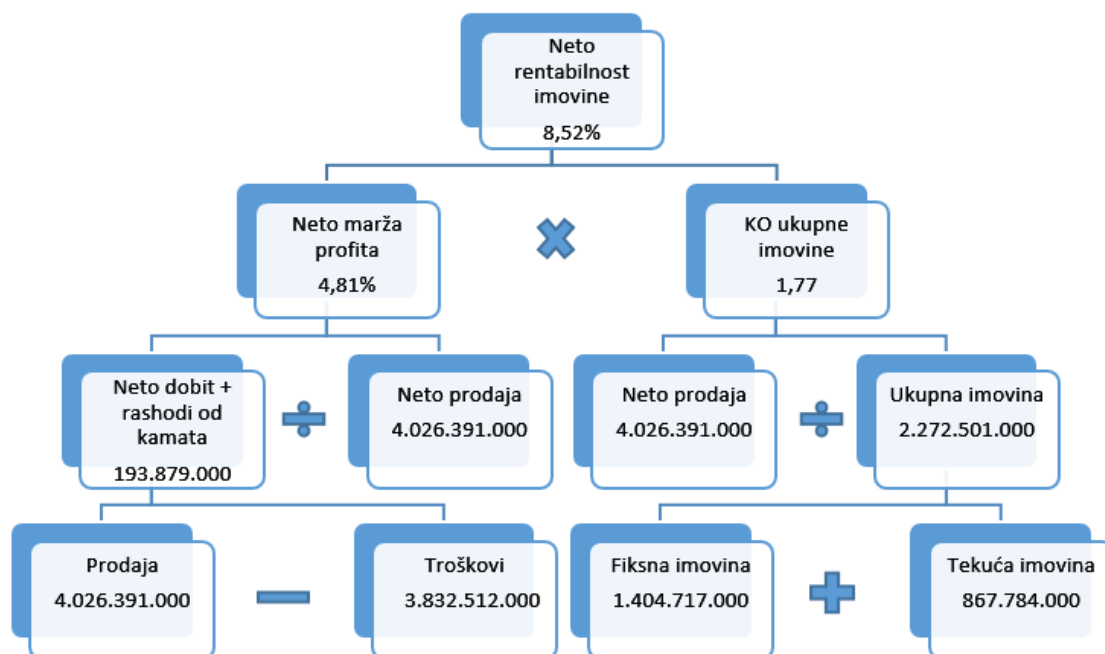 Neto
rentabilnost
imovine
8,52%
Neto marža
profita
4,81%
KO ukupne
imovine
1,77
Neto dobit +
rashodi od
kamata
193.879.000
Neto prodaja
4.026.391.000
Neto prodaja
4.026.391.000
Ukupna imovina
2.272.501.000
Prodaja
4.026.391.000
Troškovi
3.832.512.000
Fiksna imovina
1.404.717.000
Tekuća imovina
867.784.000